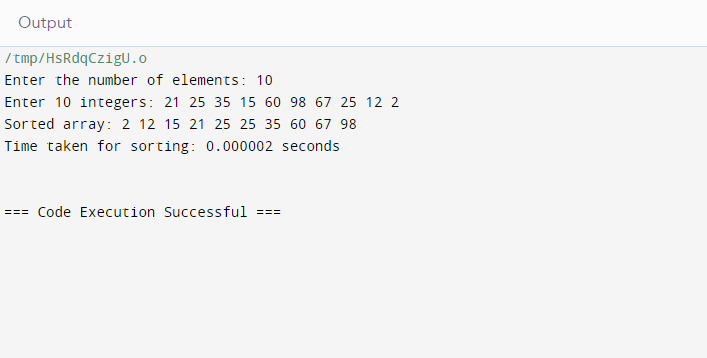 Output
/tmp/HsRdqCzigU.o
Enter the number of elements: 10
Enter 10 integers: 21 25 35 15 60 98 67 25 12 2
Sorted array: 2 12 15 21 25 25 35 60 67 98
Time taken for sorting: 0.000002 seconds
=== Code Execution Successful ===